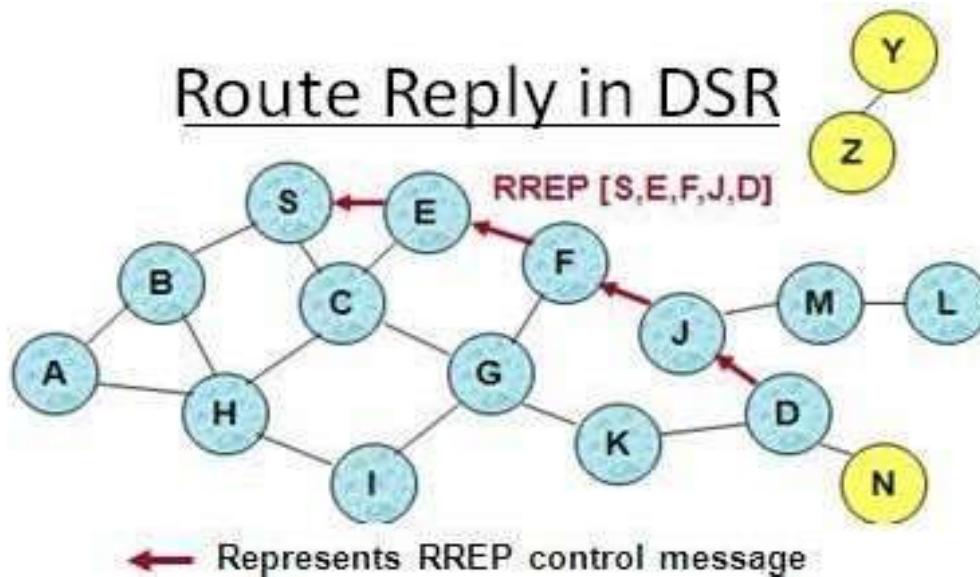 Route Reply in DSR
Y
Z
S
E
RREP [S,E,F,J,D]
F
B
C
J
M
L
A
H
G
K
D
I
N
Represents RREP control message